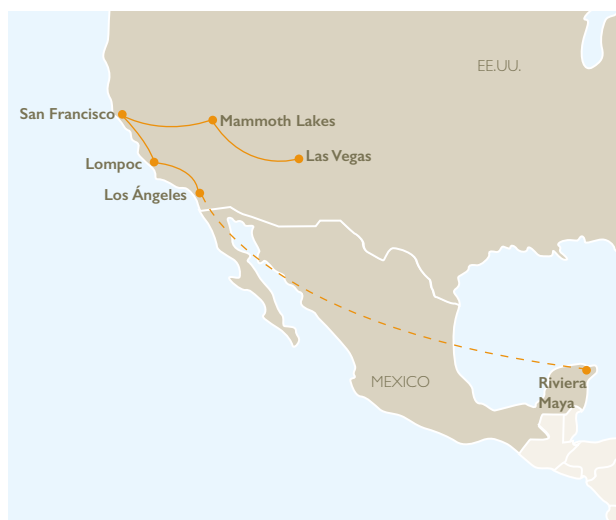 EE.UU.
San Francisco
Mammoth Lakes
Las Vegas
Lompoc
Los Ángeles
MEXICO
Riviera
Maya